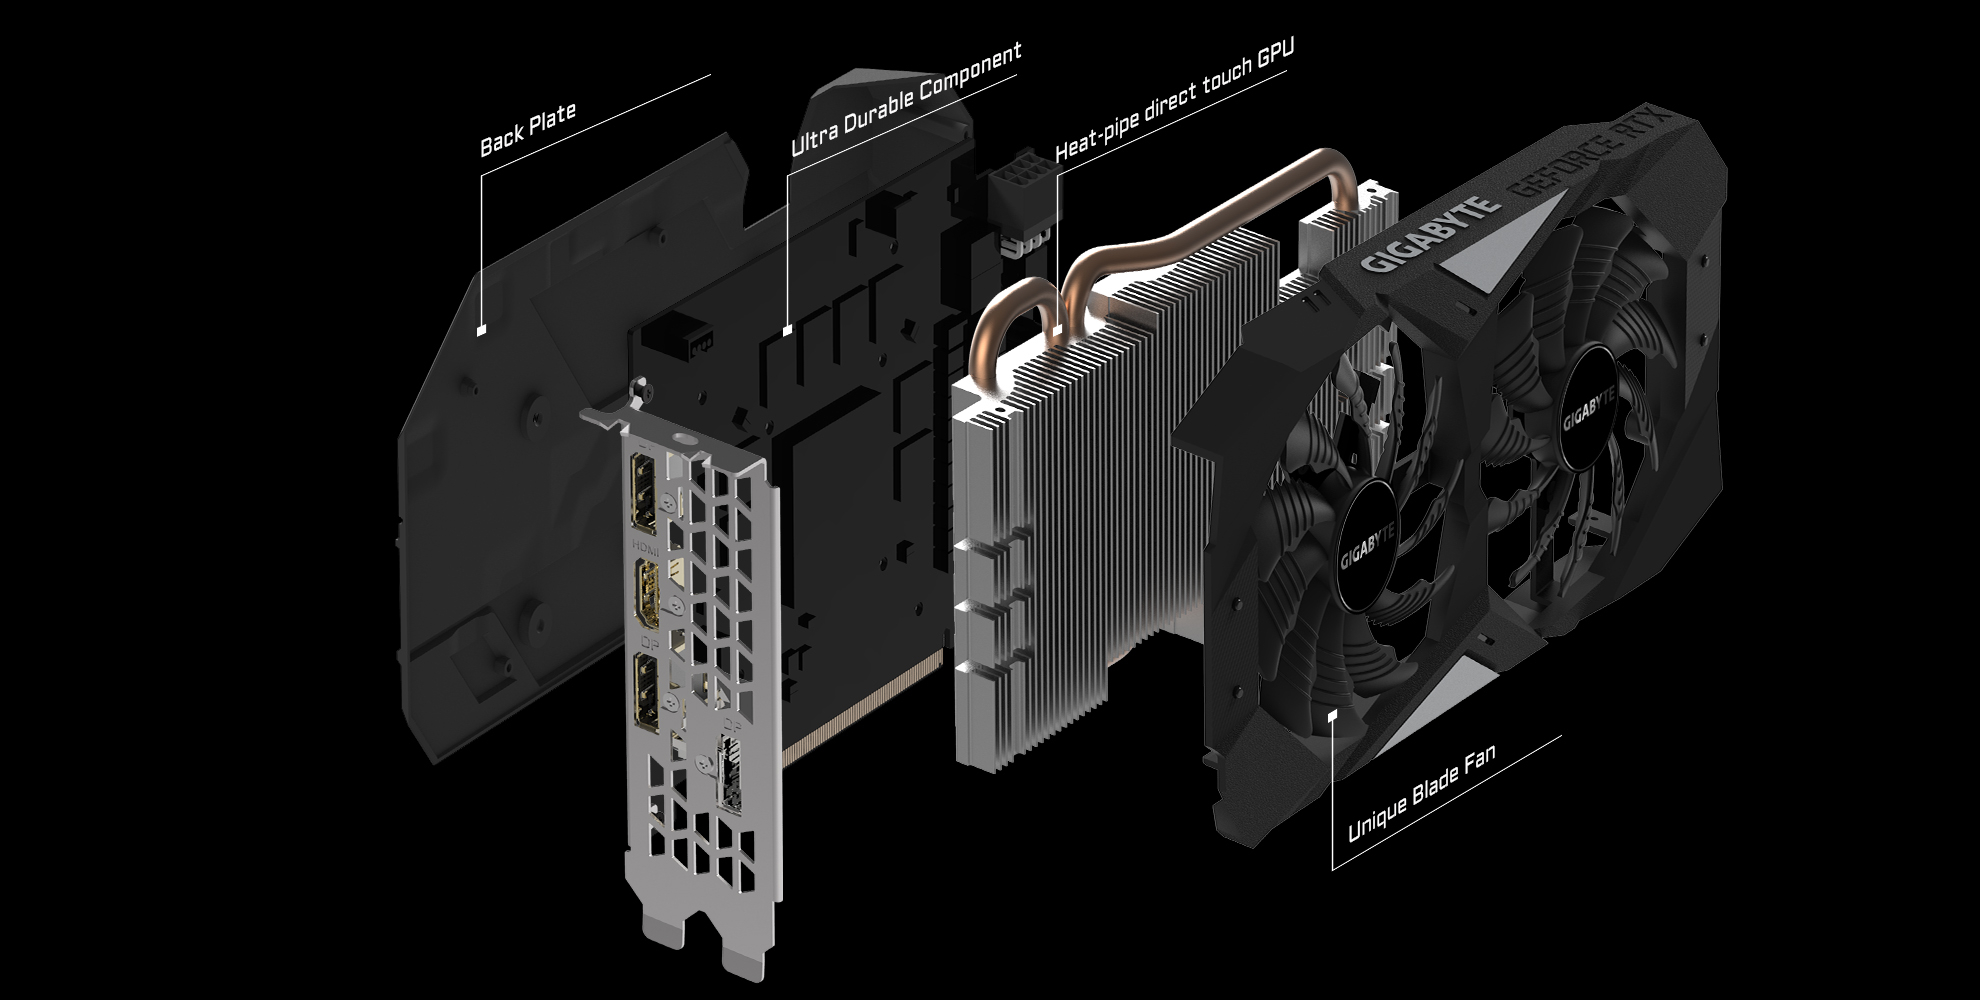 Back Plate
Ultra Durable Component
Heat-pipe direct touch GPU
GIGABYTE
GEFORCE RTX
GIGABYTE
GIGABYTE
HDMI
DP
DP
Unique Blade Fan